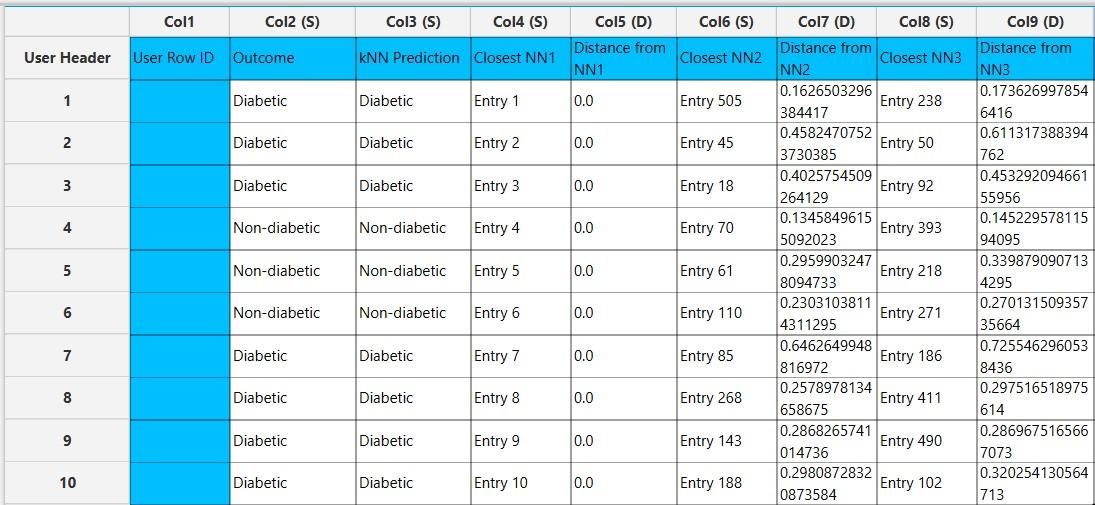 Col1 Col2 (S) Col3 (S) Col4 (S) Col5 (D) Col6 (S) Col7 (D) Col8 (S) Col9 (D)
User Header User Row ID Outcome kNN Prediction Closest NN1 Distance from NN1 Closest NN2 Distance from NN2 Closest NN3 Distance from NN3
1 Diabetic Diabetic Entry 1 0.0 Entry 505 0.1626503296384417 Entry 238 0.1736269978546416
2 Diabetic Diabetic Entry 2 0.0 Entry 45 0.45824707523730385 Entry 50 0.611317388394762
3 Diabetic Diabetic Entry 3 0.0 Entry 18 0.4025754509264129 Entry 92 0.45329209466155956
4 Non-diabetic Non-diabetic Entry 4 0.0 Entry 70 0.13458496155092023 Entry 393 0.14522957811594095
5 Non-diabetic Non-diabetic Entry 5 0.0 Entry 61 0.29599032478094733 Entry 218 0.3398790907134295
6 Non-diabetic Non-diabetic Entry 6 0.0 Entry 110 0.23031038114311295 Entry 271 0.27013150935735664
7 Diabetic Diabetic Entry 7 0.0 Entry 85 0.6462649948816972 Entry 186 0.7255462960538436
8 Diabetic Diabetic Entry 8 0.0 Entry 268 0.2578978134658675 Entry 411 0.297516518975614
9 Diabetic Diabetic Entry 9 0.0 Entry 143 0.2868265741014736 Entry 490 0.2869675165667073
10 Diabetic Diabetic Entry 10 0.0 Entry 188 0.29808728320873584 Entry 102 0.320254130564713